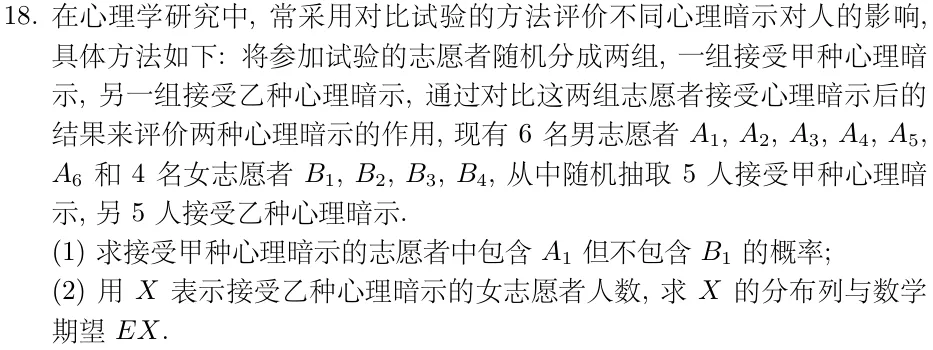 18. 在心理学研究中, 常采用对比试验的方法评价不同心理暗示对人的影响,
具体方法如下: 将参加试验的志愿者随机分成两组, 一组接受甲种心理暗
示, 另一组接受乙种心理暗示, 通过对比这两组志愿者接受心理暗示后的
结果来评价两种心理暗示的作用, 现有 6 名男志愿者 A₁, A₂, A₃, A₄, A₅,
A₆ 和 4 名女志愿者 B₁, B₂, B₃, B₄, 从中随机抽取 5 人接受甲种心理暗
示, 另 5 人接受乙种心理暗示.
(1) 求接受甲种心理暗示的志愿者中包含 A₁ 但不包含 B₁ 的概率;
(2) 用 X 表示接受乙种心理暗示的女志愿者人数, 求 X 的分布列与数学
期望 EX.